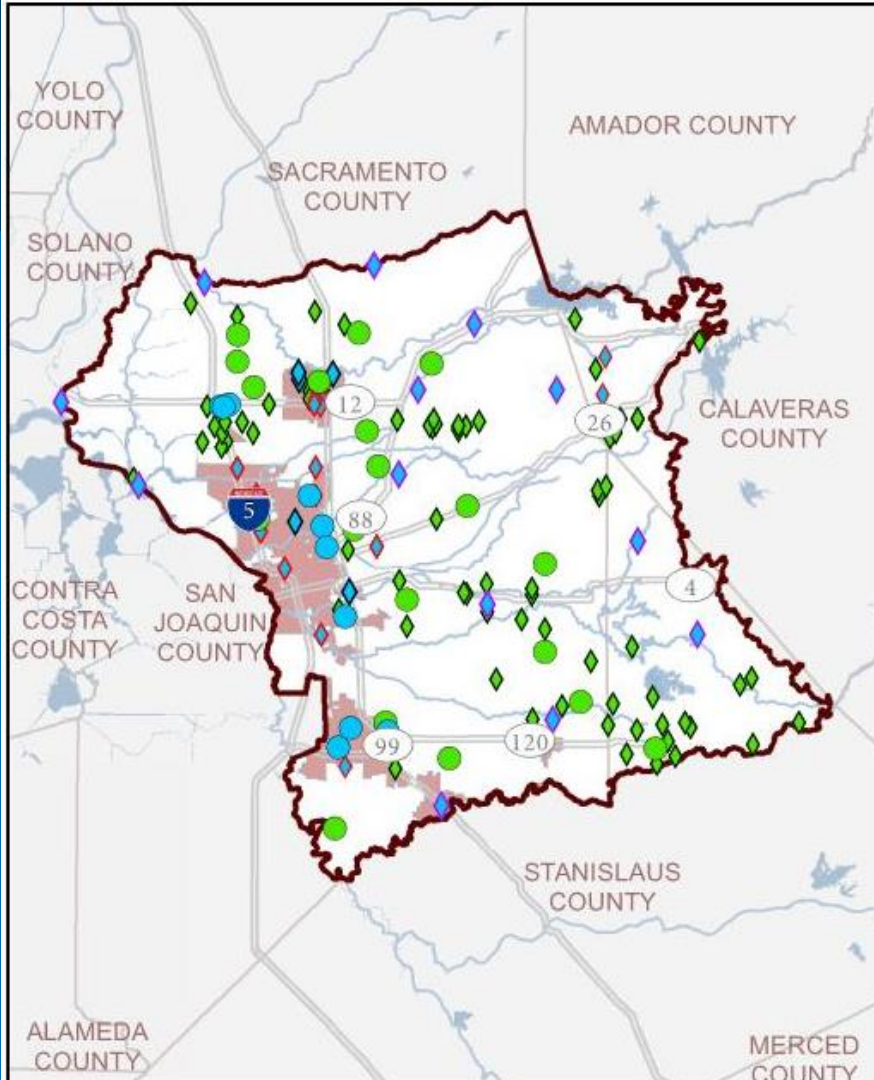 YOLO
COUNTY
AMADOR COUNTY
SACRAMENTO
COUNTY
SOLANO
COUNTY
12
26
CALAVERAS
COUNTY
5
88
4
CONTRA
COSTA
COUNTY
SAN
JOAQUIN
COUNTY
99
120
STANISLAUS
COUNTY
ALAMEDA
COUNTY
MERCED
COUNTY